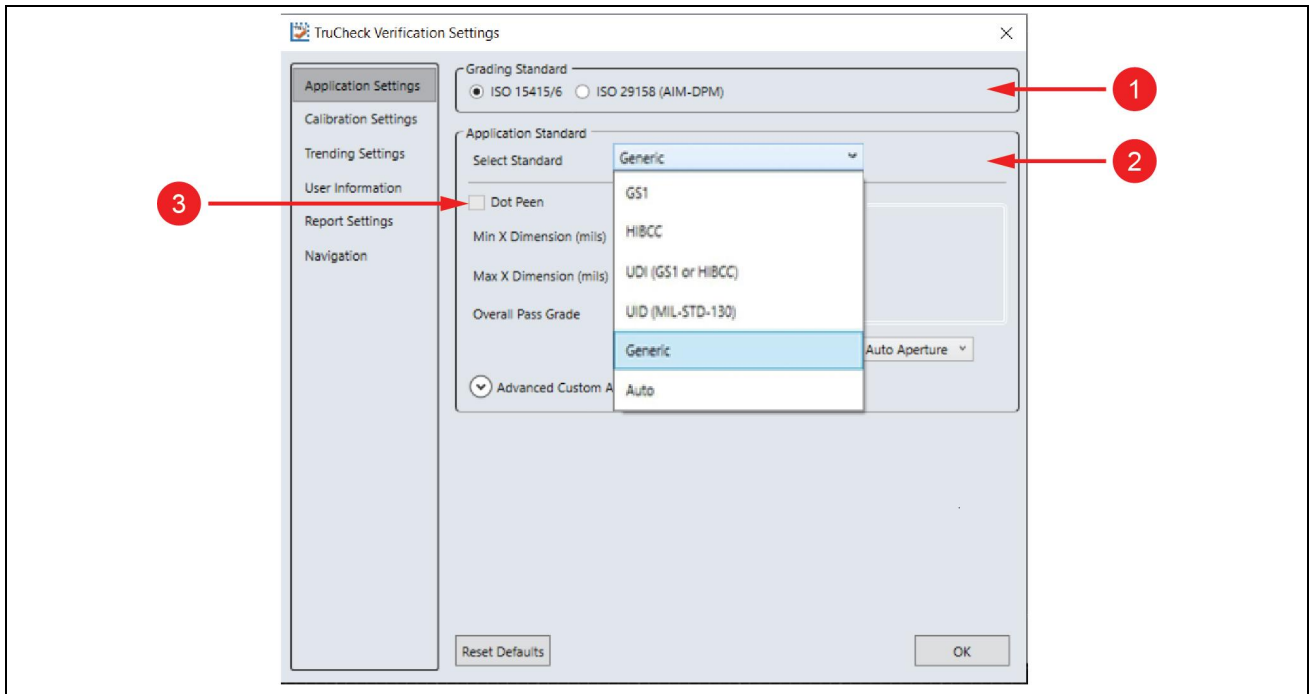 TruCheck Verification Settings
Application Settings
Calibration Settings
Trending Settings
User Information
Report Settings
Navigation
Grading Standard
ISO 15415/6 ISO 29158 (AIM-DPM)
1
Application Standard
Select Standard Generic
2
GS1
HIBCC
UDI (GS1 or HIBCC)
UID (MIL-STD-130)
Generic
Auto
3
Dot Peen
Min X Dimension (mils)
Max X Dimension (mils)
Overall Pass Grade
Auto Aperture
Advanced Custom A
Reset Defaults
OK